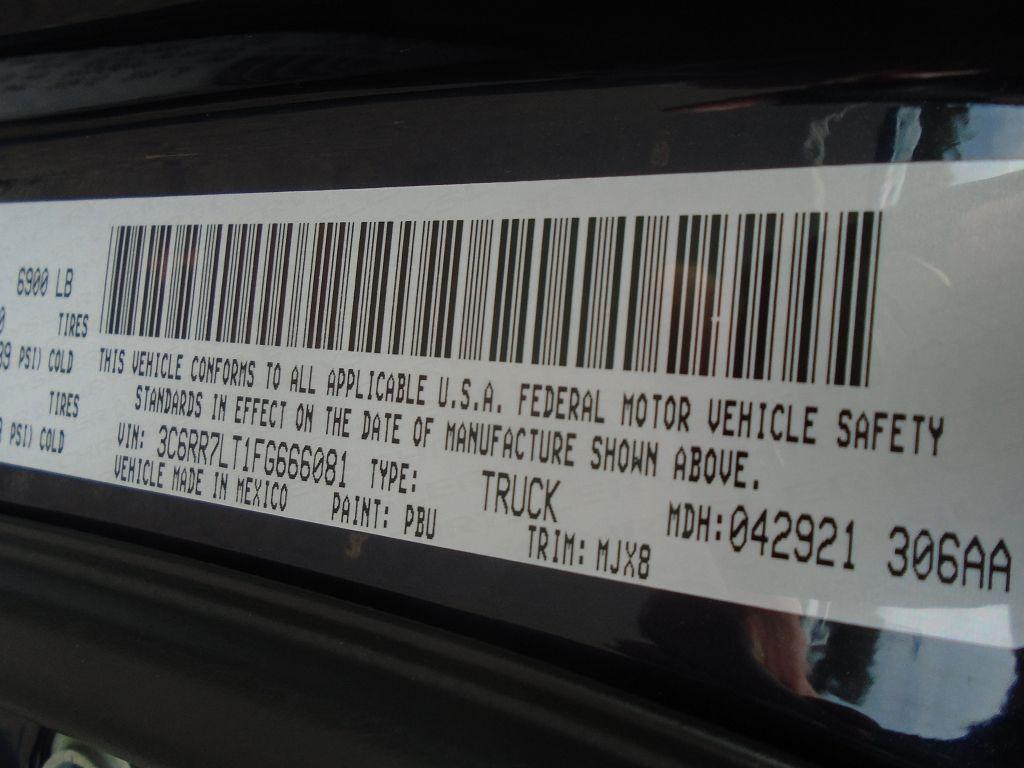 6900 LB
TIRES
PSI) COLD
TIRES
PSI) COLD
THIS VEHICLE CONFORMS TO ALL APPLICABLE U.S.A. FEDERAL MOTOR VEHICLE SAFETY
STANDARDS IN EFFECT ON THE DATE OF MANUFACTURE SHOWN ABOVE.
VIN: 3C6RR7LT1FG666081 TYPE: TRUCK MDH:042921 306AA
VEHICLE MADE IN MEXICO PAINT: PBU TRIM: MJX8